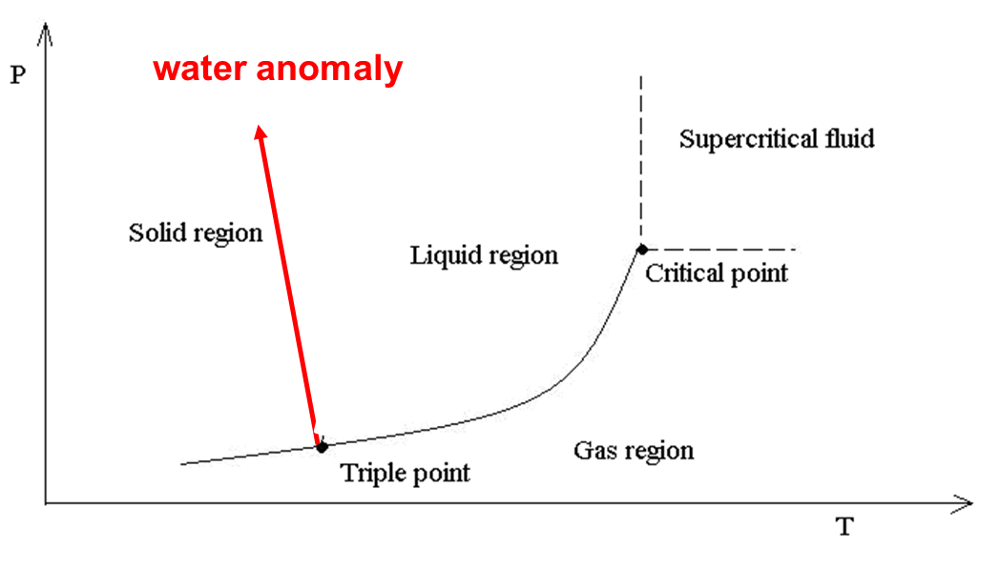 water anomaly
P
Supercritical fluid
Solid region
Liquid region
Critical point
Gas region
Triple point
T